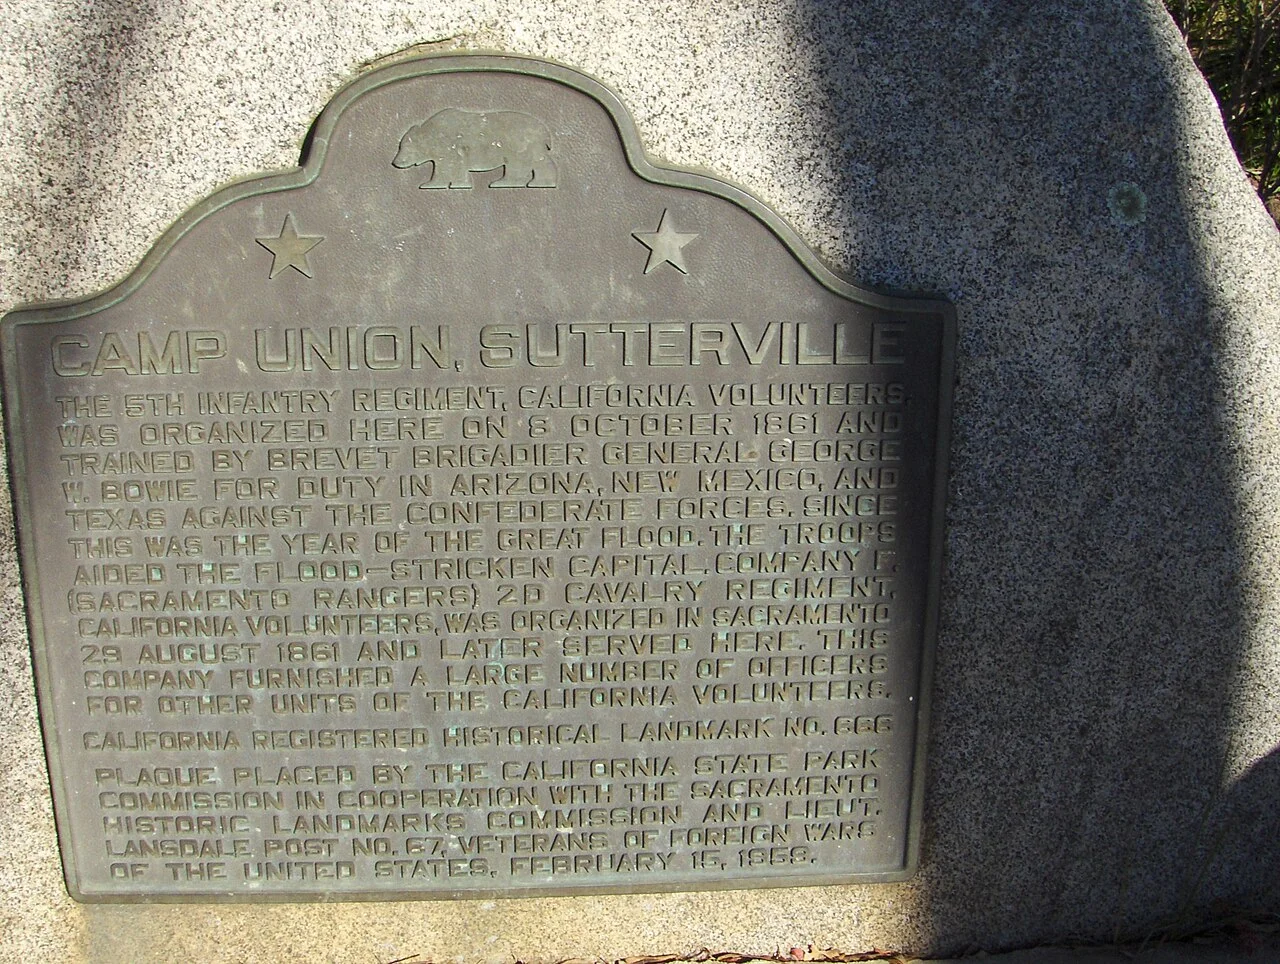 CAMP UNION, SUTTERVILLE
THE 5TH INFANTRY REGIMENT, CALIFORNIA VOLUNTEERS,
WAS ORGANIZED HERE ON 8 OCTOBER 1861 AND
TRAINED BY BREVET BRIGADIER GENERAL GEORGE
W. BOWIE FOR DUTY IN ARIZONA, NEW MEXICO, AND
TEXAS AGAINST THE CONFEDERATE FORCES. SINCE
THIS WAS THE YEAR OF THE GREAT FLOOD, THE TROOPS
AIDED THE FLOOD-STRICKEN CAPITAL. COMPANY F,
(SACRAMENTO RANGERS) 2D CAVALRY REGIMENT,
CALIFORNIA VOLUNTEERS, WAS ORGANIZED IN SACRAMENTO
29 AUGUST 1861 AND LATER SERVED HERE. THIS
COMPANY FURNISHED A LARGE NUMBER OF OFFICERS
FOR OTHER UNITS OF THE CALIFORNIA VOLUNTEERS.
CALIFORNIA REGISTERED HISTORICAL LANDMARK NO. 666
PLAQUE PLACED BY THE CALIFORNIA STATE PARK
COMMISSION IN COOPERATION WITH THE SACRAMENTO
HISTORIC LANDMARKS COMMISSION AND LIEUT.
LANSDALE POST NO. 67, VETERANS OF FOREIGN WARS
OF THE UNITED STATES, FEBRUARY 15, 1959.